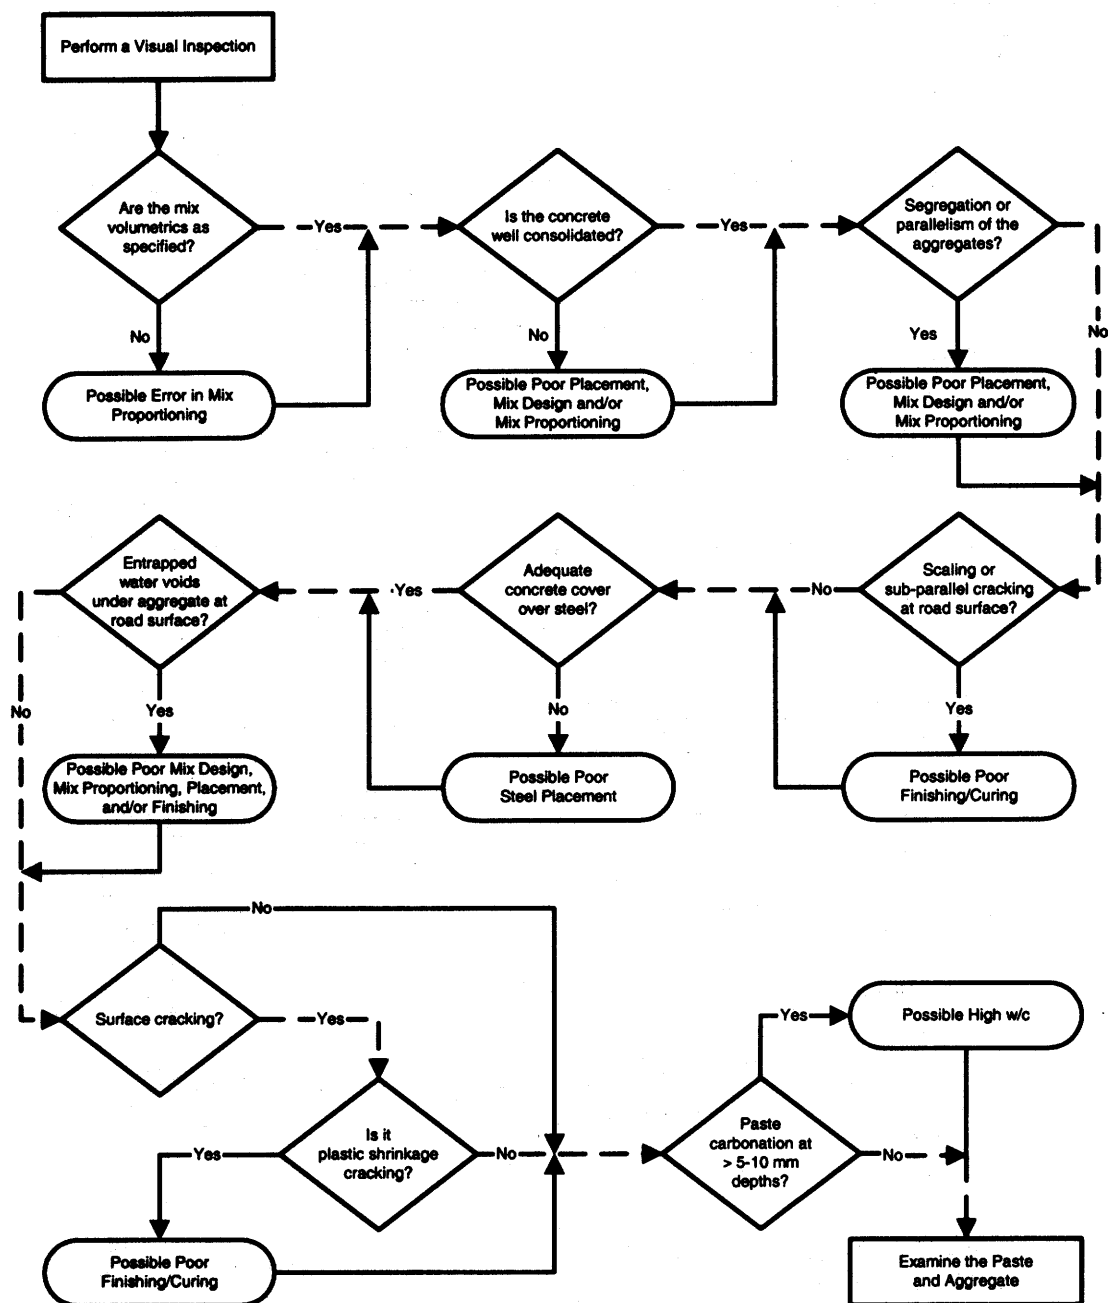 Perform a Visual Inspection
Are the mix
volumetrics as
specified?
Yes
No
Possible Error in Mix
Proportioning
Is the concrete
well consolidated?
Yes
No
Possible Poor Placement,
Mix Design and/or
Mix Proportioning
Segregation or
parallelism of the
aggregates?
No
Yes
Possible Poor Placement,
Mix Design and/or
Mix Proportioning
Scaling or
sub-parallel cracking
at road surface?
No
Yes
Possible Poor
Finishing/Curing
Adequate
concrete cover
over steel?
Yes
No
Possible Poor
Steel Placement
Entrapped
water voids
under aggregate at
road surface?
No
Yes
Possible Poor Mix Design,
Mix Proportioning, Placement,
and/or Finishing
Surface cracking?
No
Yes
Is it
plastic shrinkage
cracking?
Yes
No
Possible Poor
Finishing/Curing
Paste
carbonation at
> 5-10 mm
depths?
Yes
Possible High w/c
No
Examine the Paste
and Aggregate